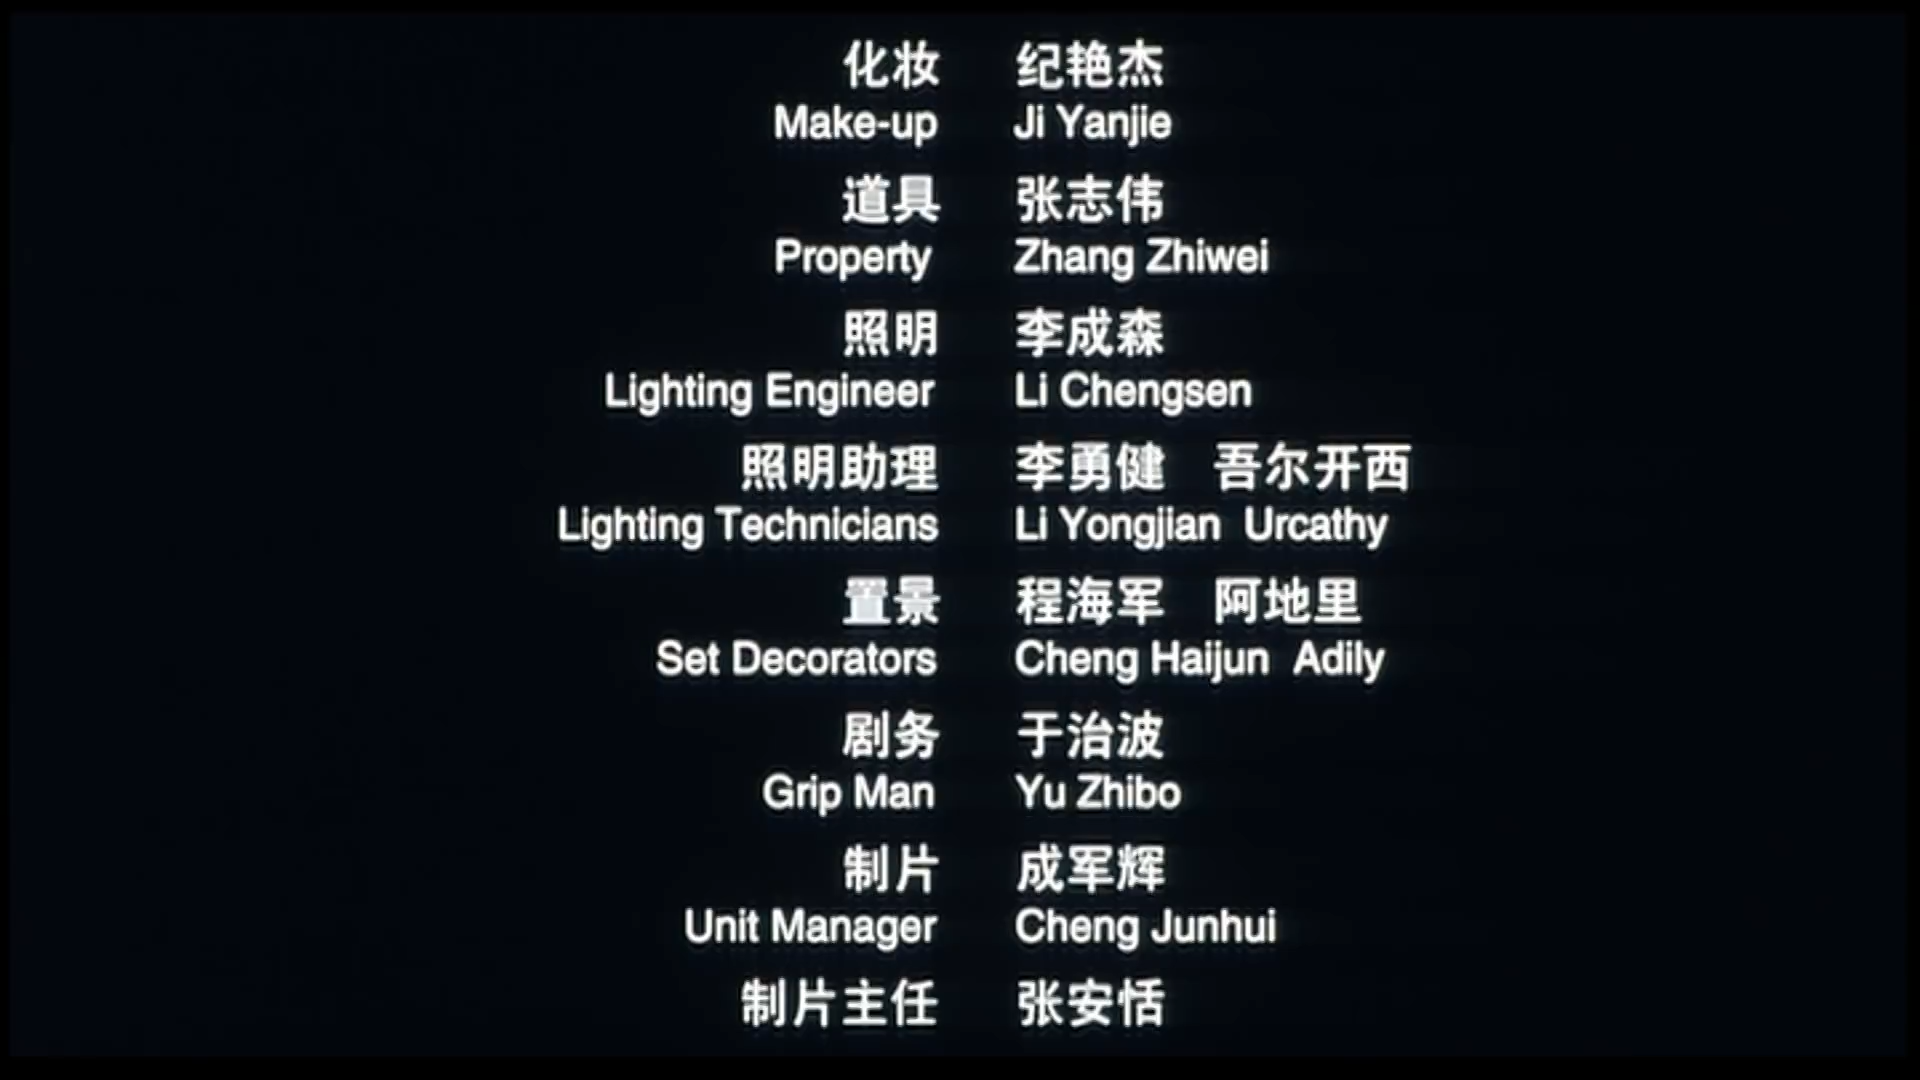 化妆 纪艳杰
Make-up Ji Yanjie
道具 张志伟
Property Zhang Zhiwei
照明 李成森
Lighting Engineer Li Chengsen
照明助理 李勇健 吾尔开西
Lighting Technicians Li Yongjian Urcathy
置景 程海军 阿地里
Set Decorators Cheng Haijun Adily
剧务 于治波
Grip Man Yu Zhibo
制片 成军辉
Unit Manager Cheng Junhui
制片主任 张安恬